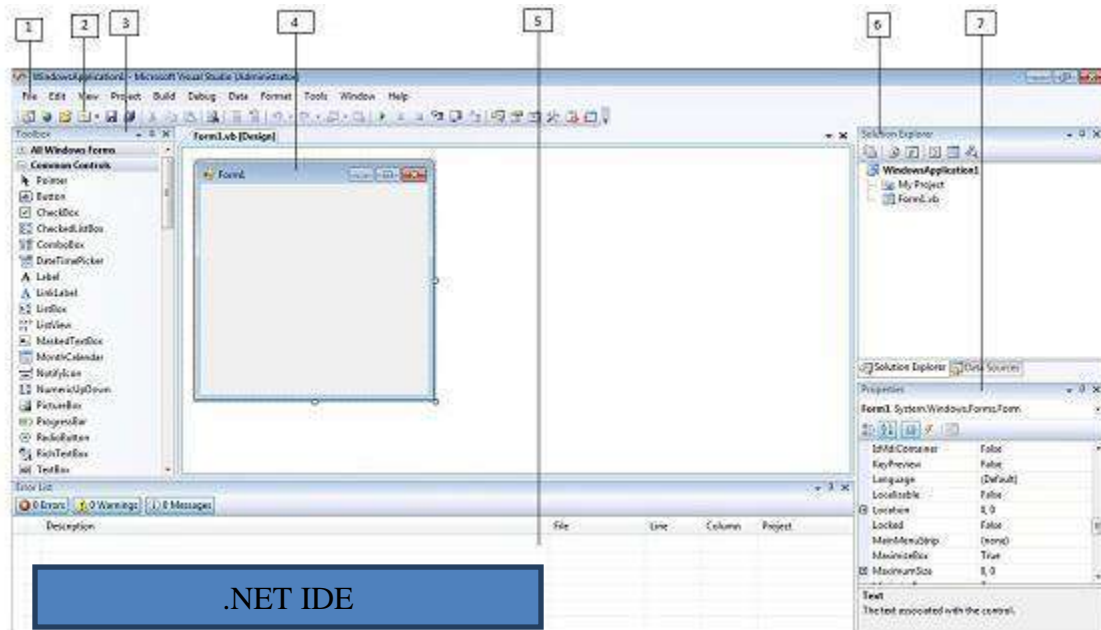 1 2 3 4 5 6 7
WindowsApplication1 - Microsoft Visual Studio (Administrator)
File Edit View Project Build Debug Data Format Tools Window Help
Toolbox
All Windows Forms
Common Controls
Pointer
Button
CheckBox
CheckedListBox
ComboBox
DateTimePicker
Label
LinkLabel
ListBox
ListView
MaskedTextBox
MonthCalendar
NotifyIcon
NumericUpDown
PictureBox
ProgressBar
RadioButton
RichTextBox
TextBox
Form1.vb [Design]
Form1
Solution Explorer
WindowsApplication1
My Project
Form1.vb
Solution Explorer Data Sources
Properties
Form1 System.Windows.Forms.Form
IsMdiContainer False
KeyPreview False
Language (Default)
Localizable False
Location 0, 0
Locked False
MainMenuStrip (none)
MaximizeBox True
MaximumSize 0, 0
Text
The text associated with the control.
Error List
0 Errors 0 Warnings 0 Messages
Description File Line Column Project
.NET IDE